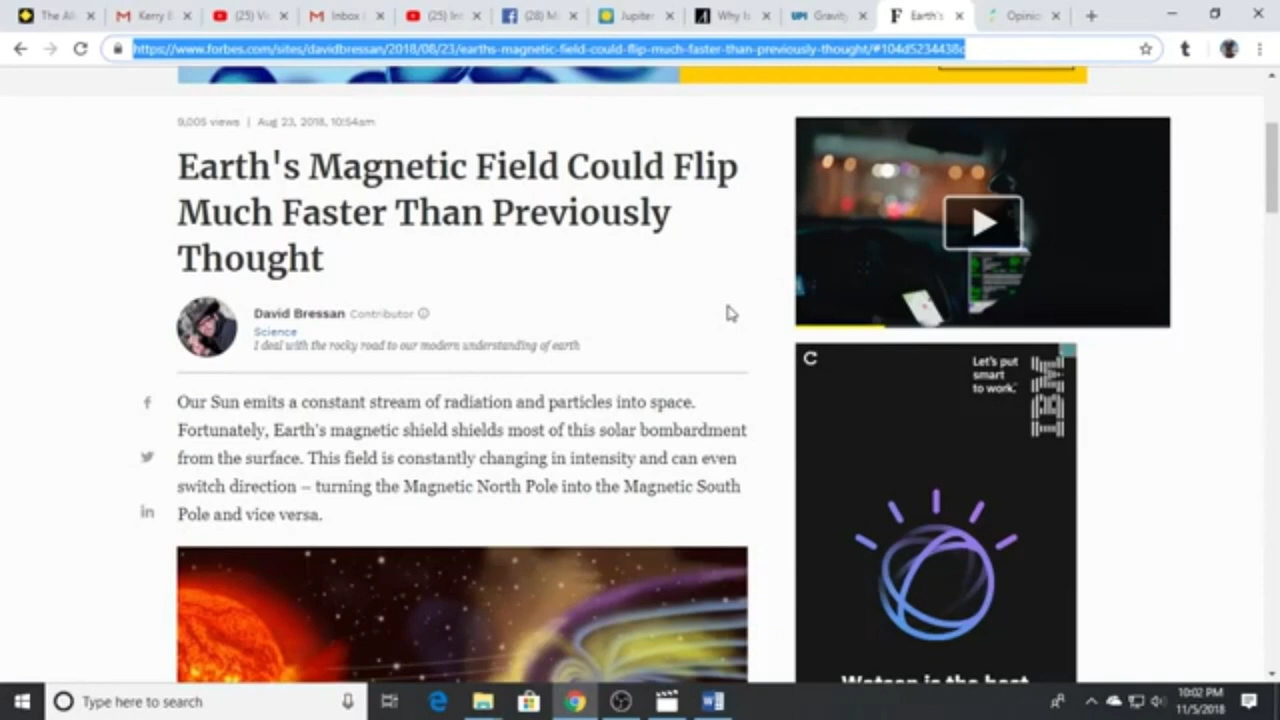 The Al
Kerry E
(25) Vi
Inbox (
(25) In
(28) M
Jupiter
Why Is
UPI Gravity
Earth's
Opinio
https://www.forbes.com/sites/davidbressan/2018/08/23/earths-magnetic-field-could-flip-much-faster-than-previously-thought/#104d5234438c
9,005 views | Aug 23, 2018, 10:54am
Earth's Magnetic Field Could Flip
Much Faster Than Previously
Thought
David Bressan Contributor
Science
I deal with the rocky road to our modern understanding of earth
Our Sun emits a constant stream of radiation and particles into space.
Fortunately, Earth's magnetic shield shields most of this solar bombardment
from the surface. This field is constantly changing in intensity and can even
switch direction – turning the Magnetic North Pole into the Magnetic South
Pole and vice versa.
Let's put
smart
to work.
IBM
Watson is the best
Type here to search
10:02 PM
11/5/2018